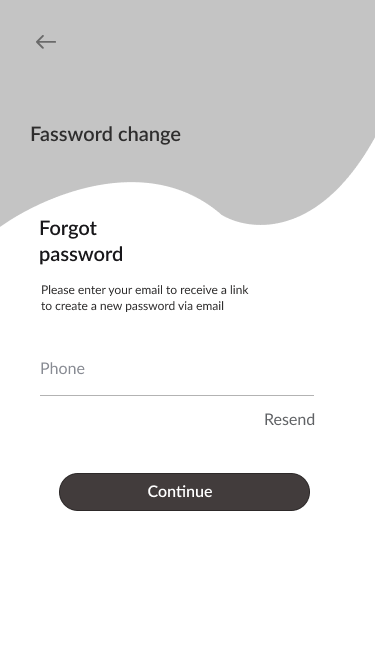 Fassword change
Forgot
password
Please enter your email to receive a link
to create a new password via email
Phone
Resend
Continue